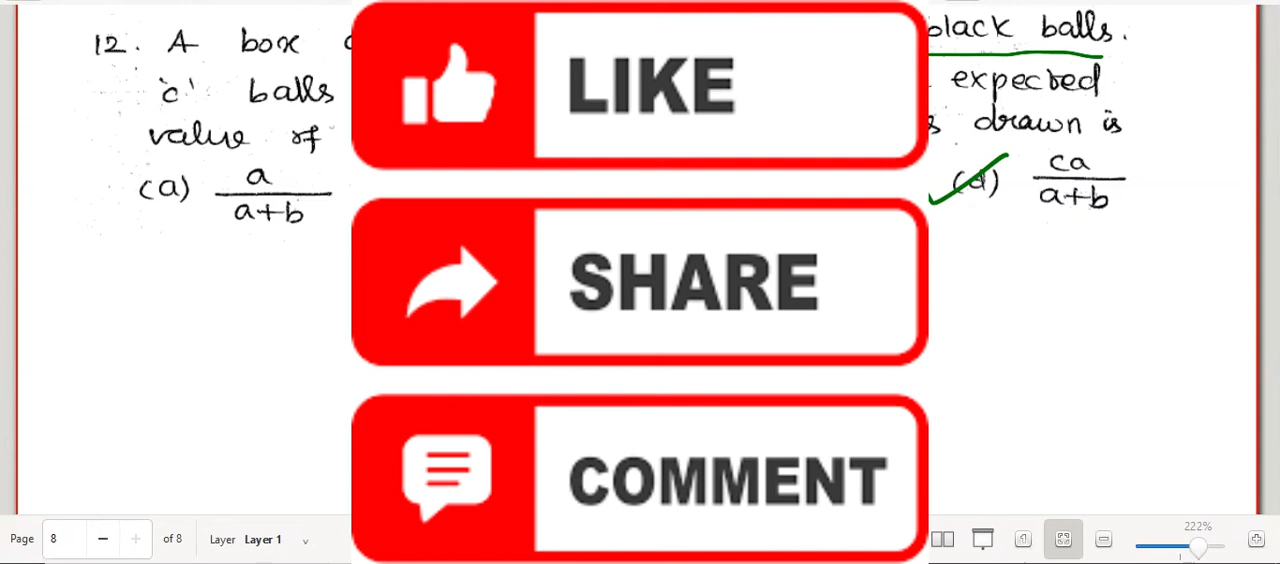 12. A box black balls.
'c' balls expected
value of drawn is
(a) a/a+b (d) ca/a+b
LIKE
SHARE
COMMENT
Page 8 of 8 Layer Layer 1 222%